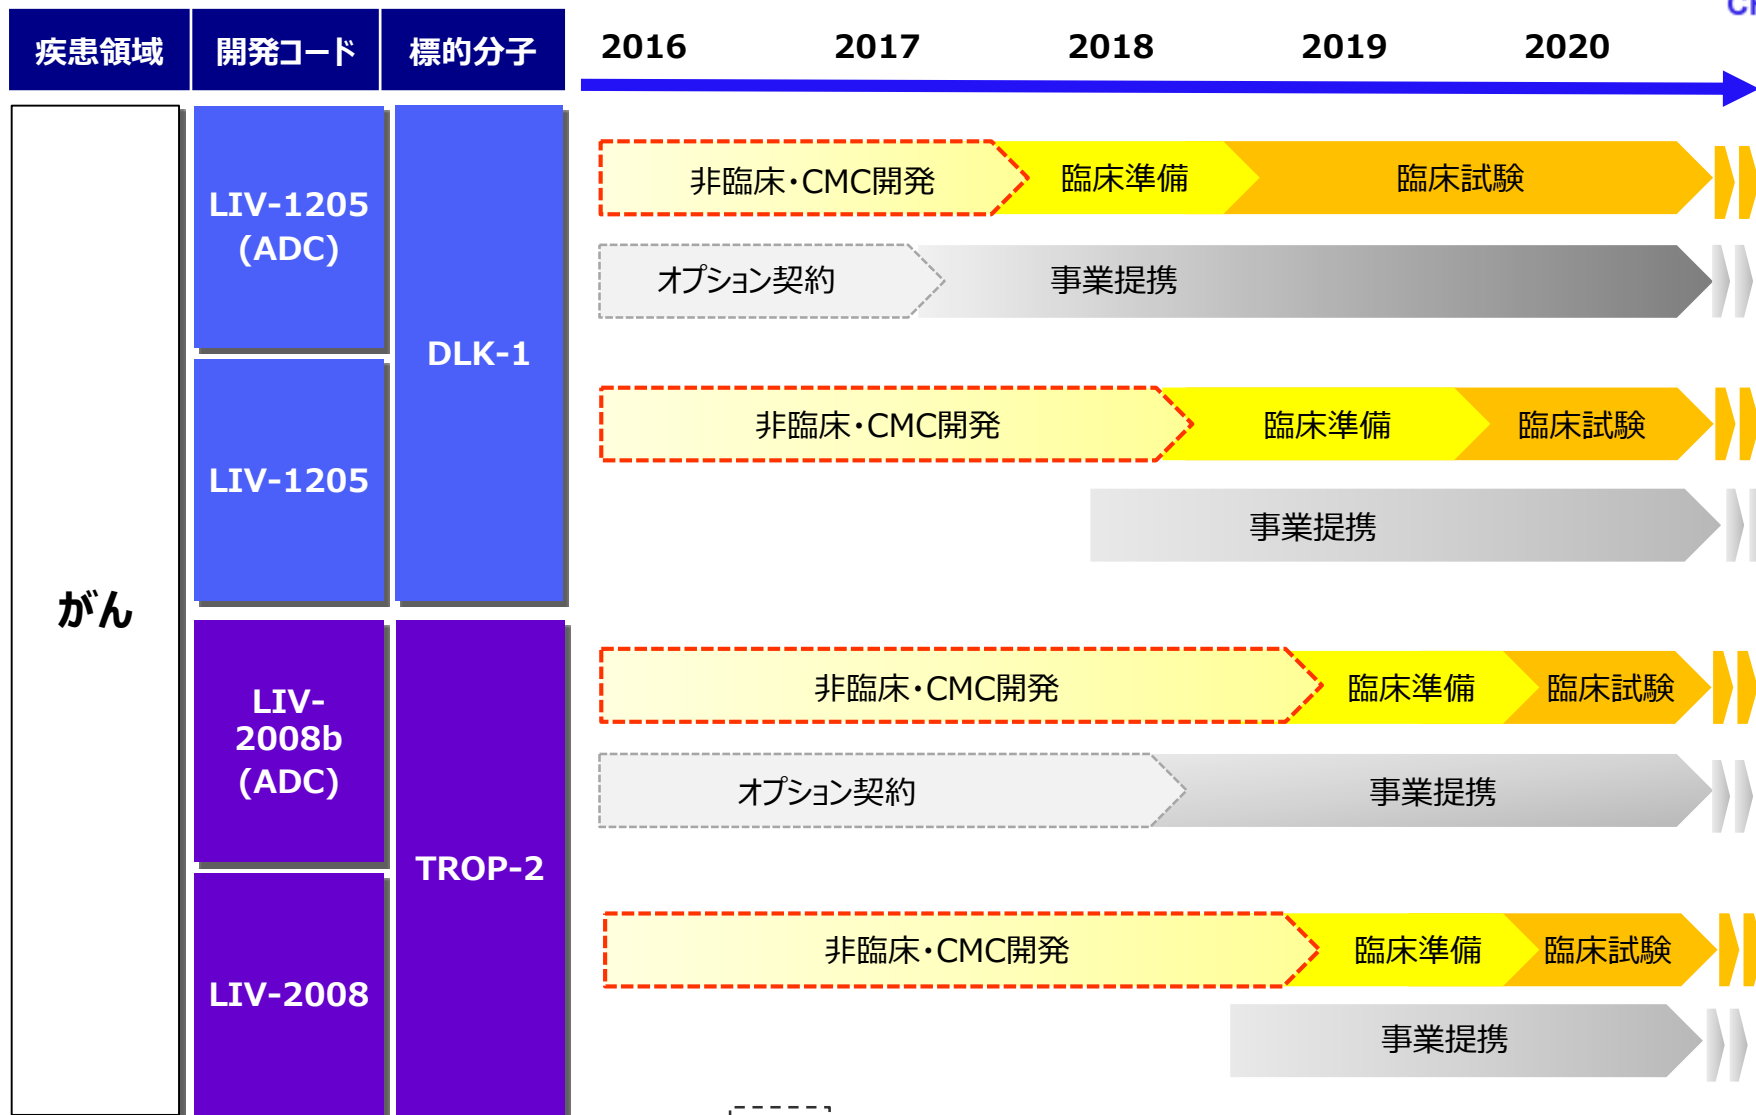 疾患領域 開発コード 標的分子 2016 2017 2018 2019 2020
がん
LIV-1205
(ADC)
DLK-1
非臨床・CMC開発 臨床準備 臨床試験
オプション契約 事業提携
LIV-1205
非臨床・CMC開発 臨床準備 臨床試験
事業提携
LIV-
2008b
(ADC)
TROP-2
非臨床・CMC開発 臨床準備 臨床試験
オプション契約 事業提携
LIV-2008
非臨床・CMC開発 臨床準備 臨床試験
事業提携